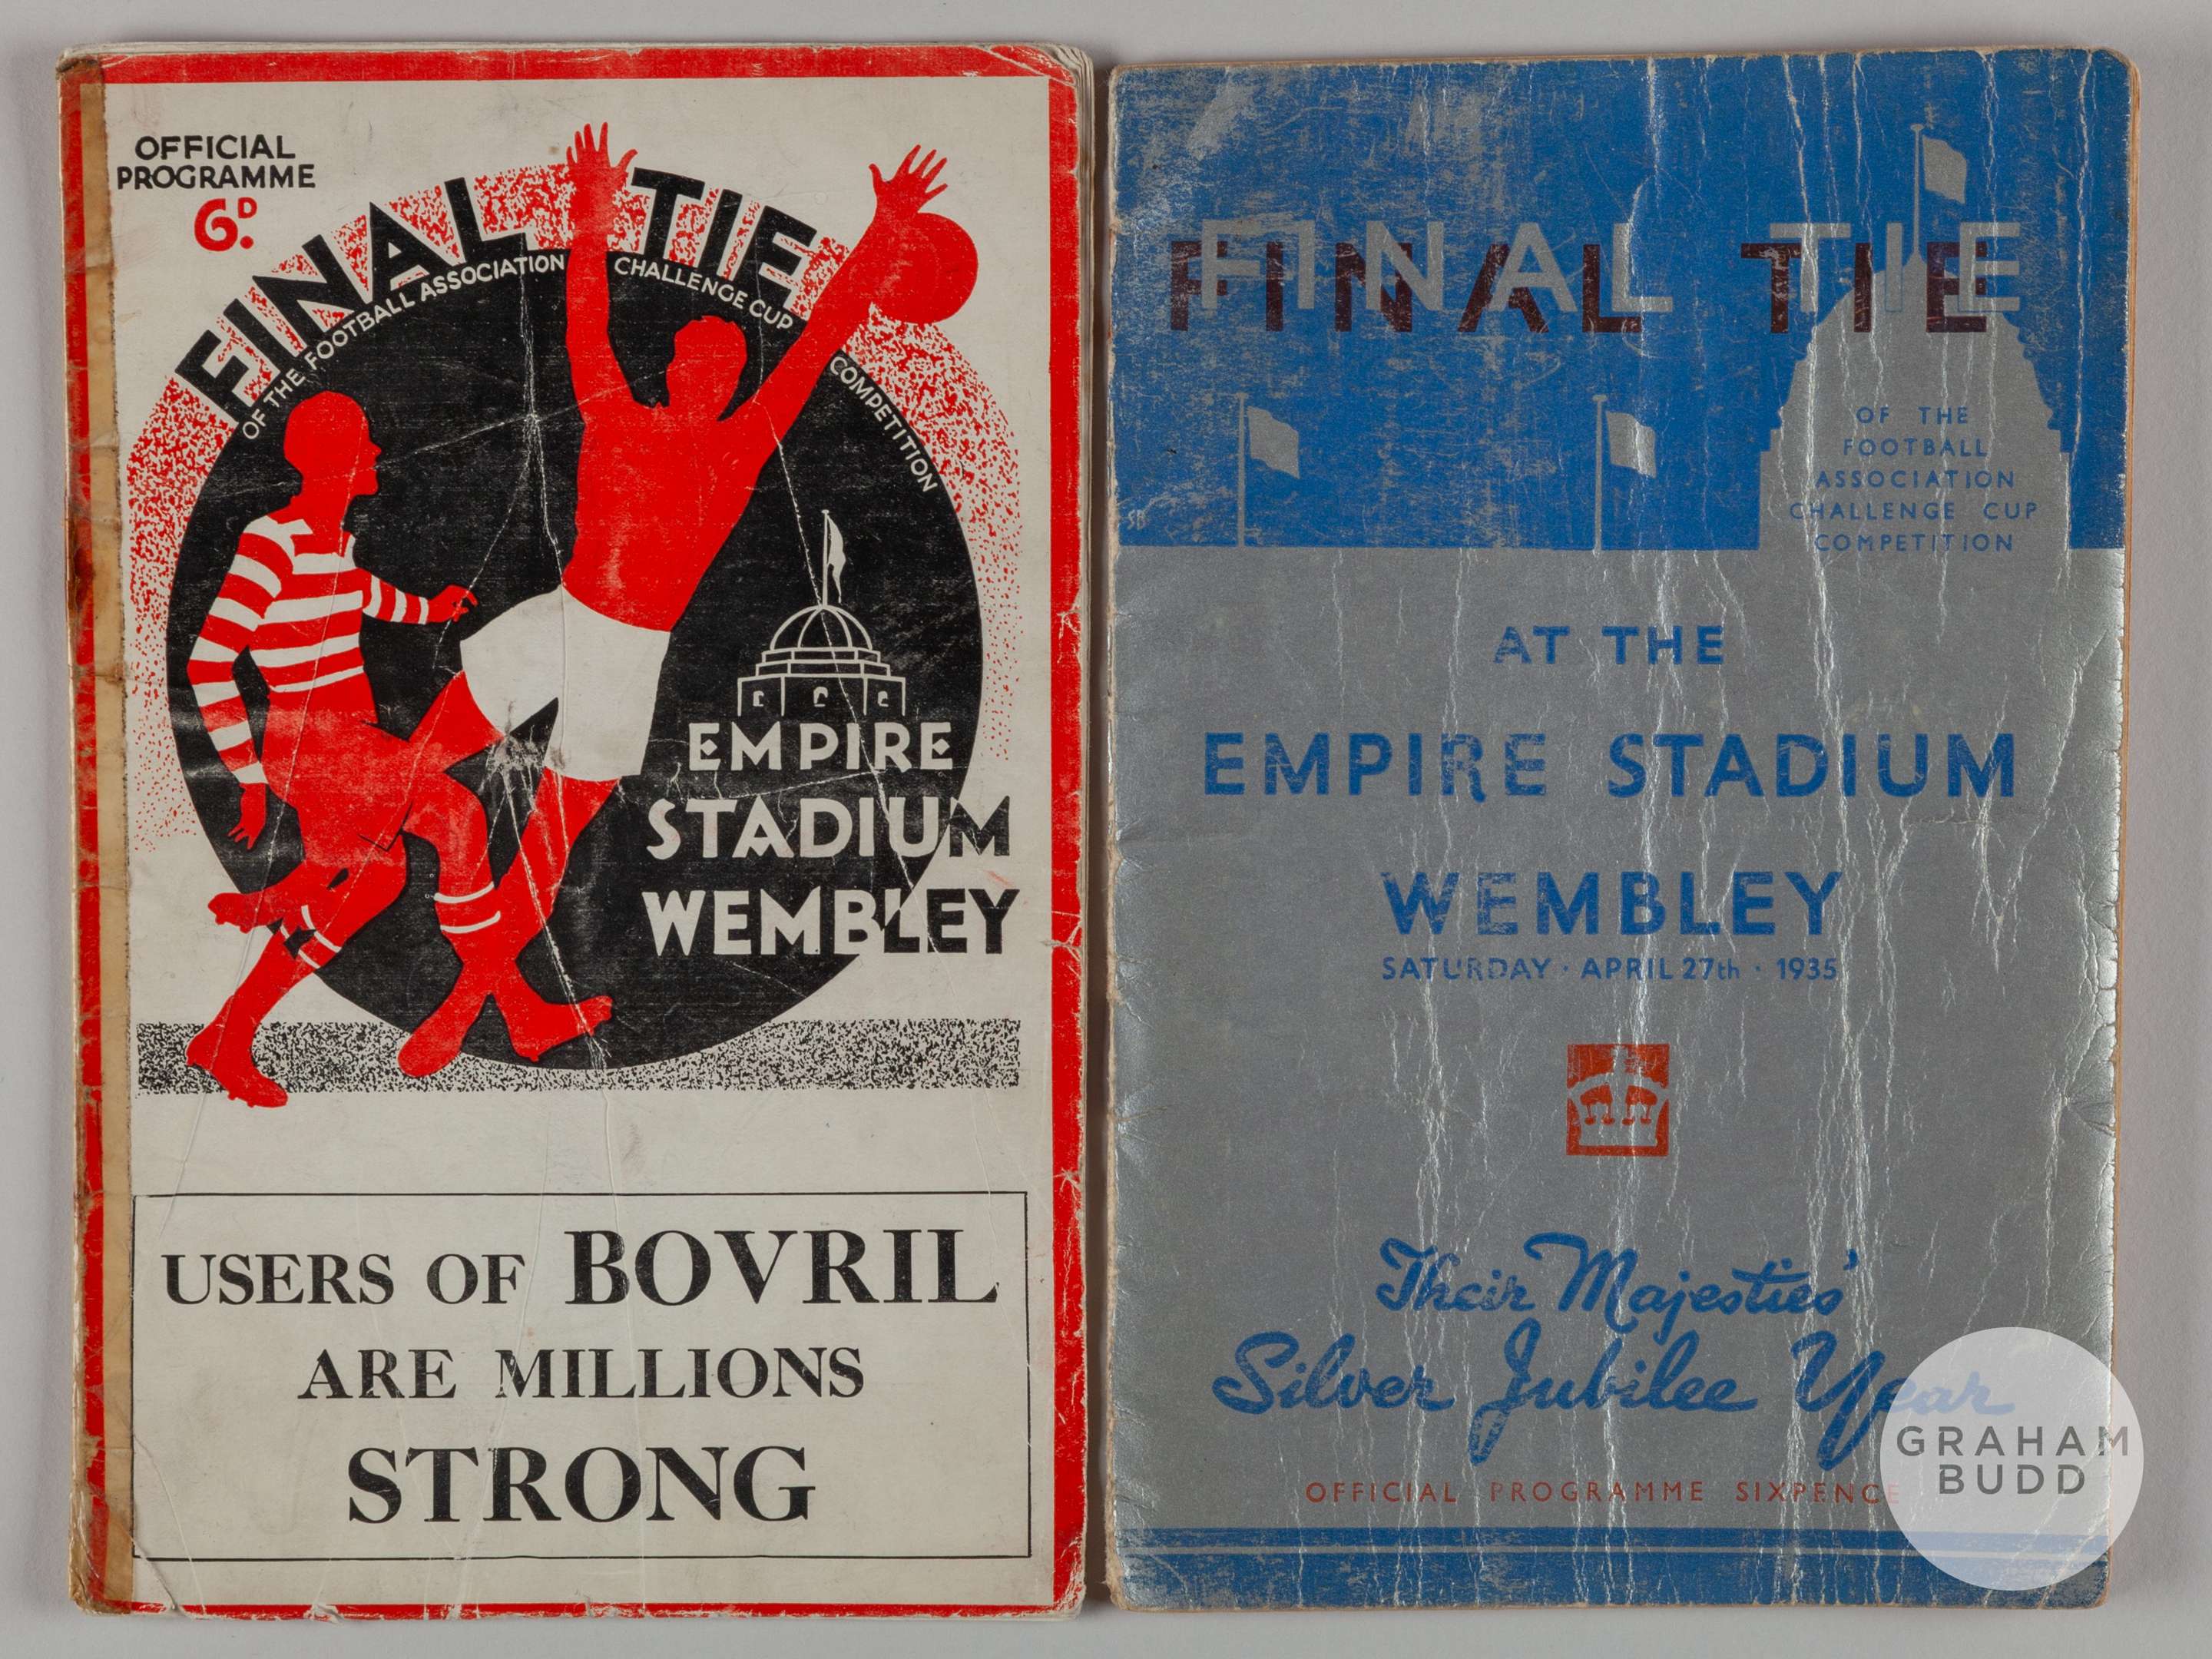 OFFICIAL
PROGRAMME
6D.
FINAL TIE
OF THE FOOTBALL ASSOCIATION CHALLENGE CUP COMPETITION
EMPIRE
STADIUM
WEMBLEY
USERS OF BOVRIL
ARE MILLIONS
STRONG
FINAL TIE
OF THE
FOOTBALL
ASSOCIATION
CHALLENGE CUP
COMPETITION
AT THE
EMPIRE STADIUM
WEMBLEY
SATURDAY · APRIL 27th · 1935
Their Majesties'
Silver Jubilee Year
OFFICIAL PROGRAMME SIXPENCE
GRAHAM
BUDD